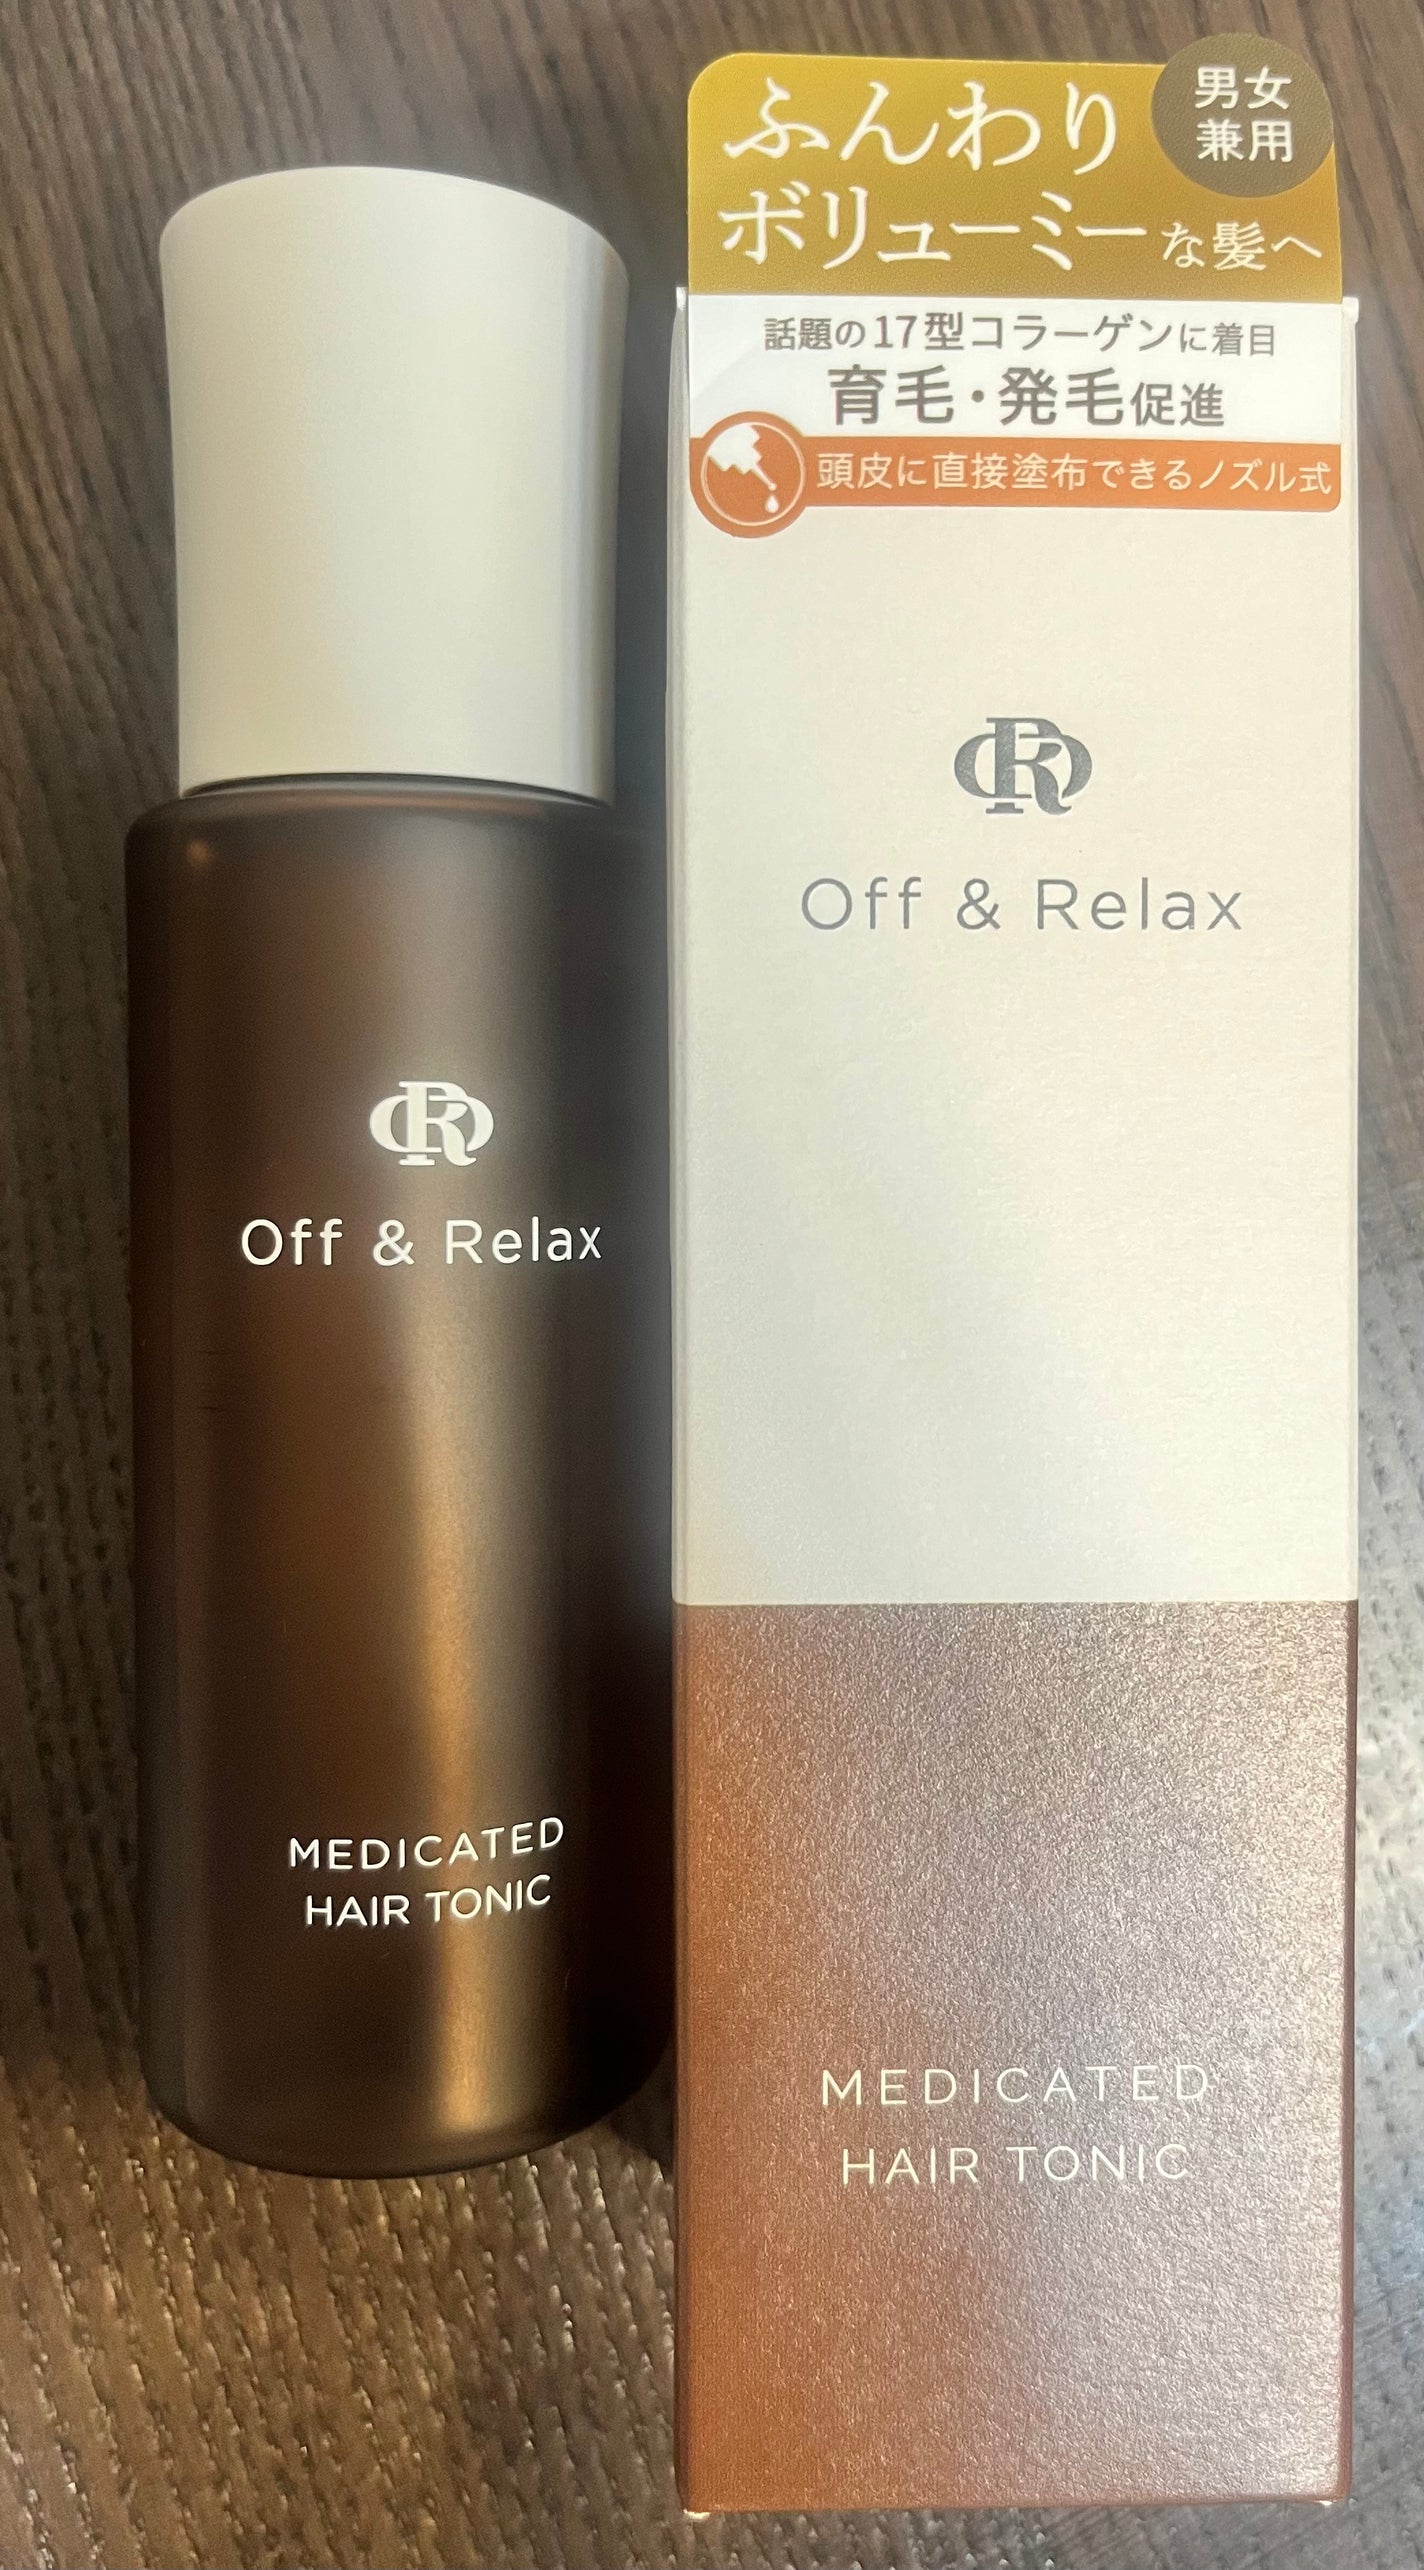 ふんわり
男女
兼用
ボリューミーな髪へ
話題の17型コラーゲンに着目
育毛・発毛促進
頭皮に直接塗布できるノズル式
OR
Off & Relax
MEDICATED
HAIR TONIC
OR
Off & Relax
MEDICATED
HAIR TONIC